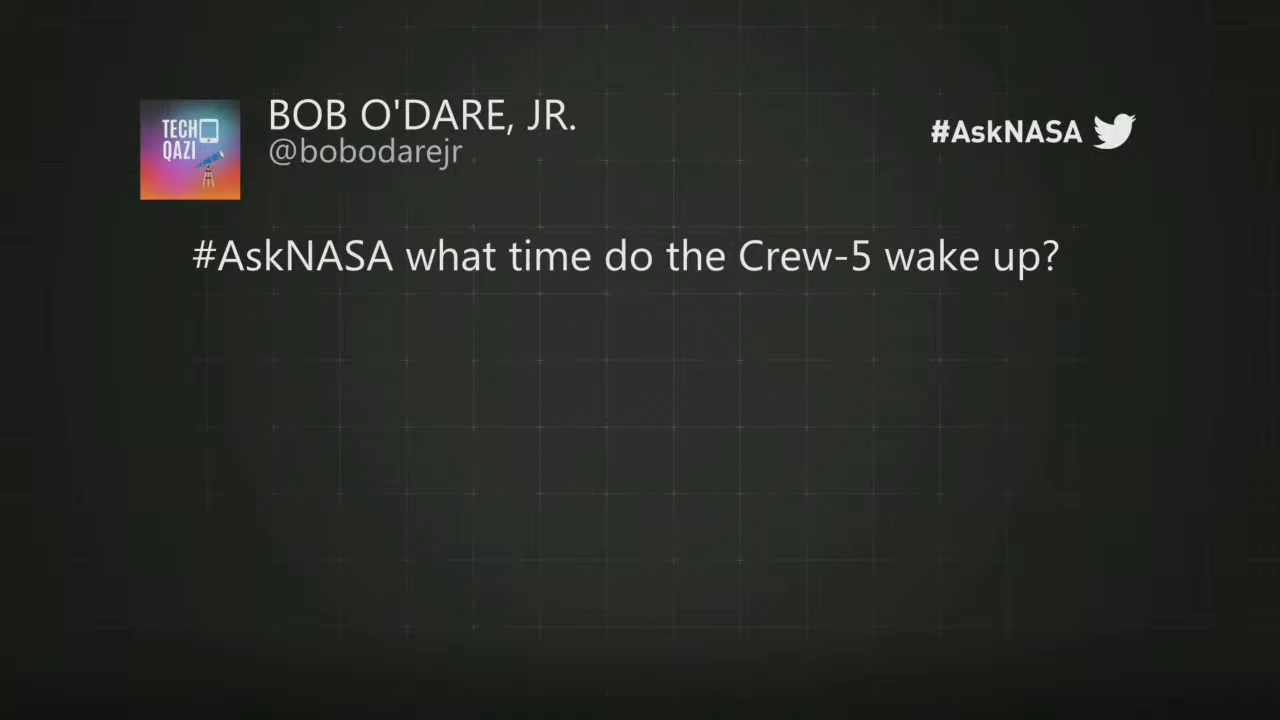 TECH
QAZI
BOB O'DARE, JR.
@bobodarejr
#AskNASA
#AskNASA what time do the Crew-5 wake up?